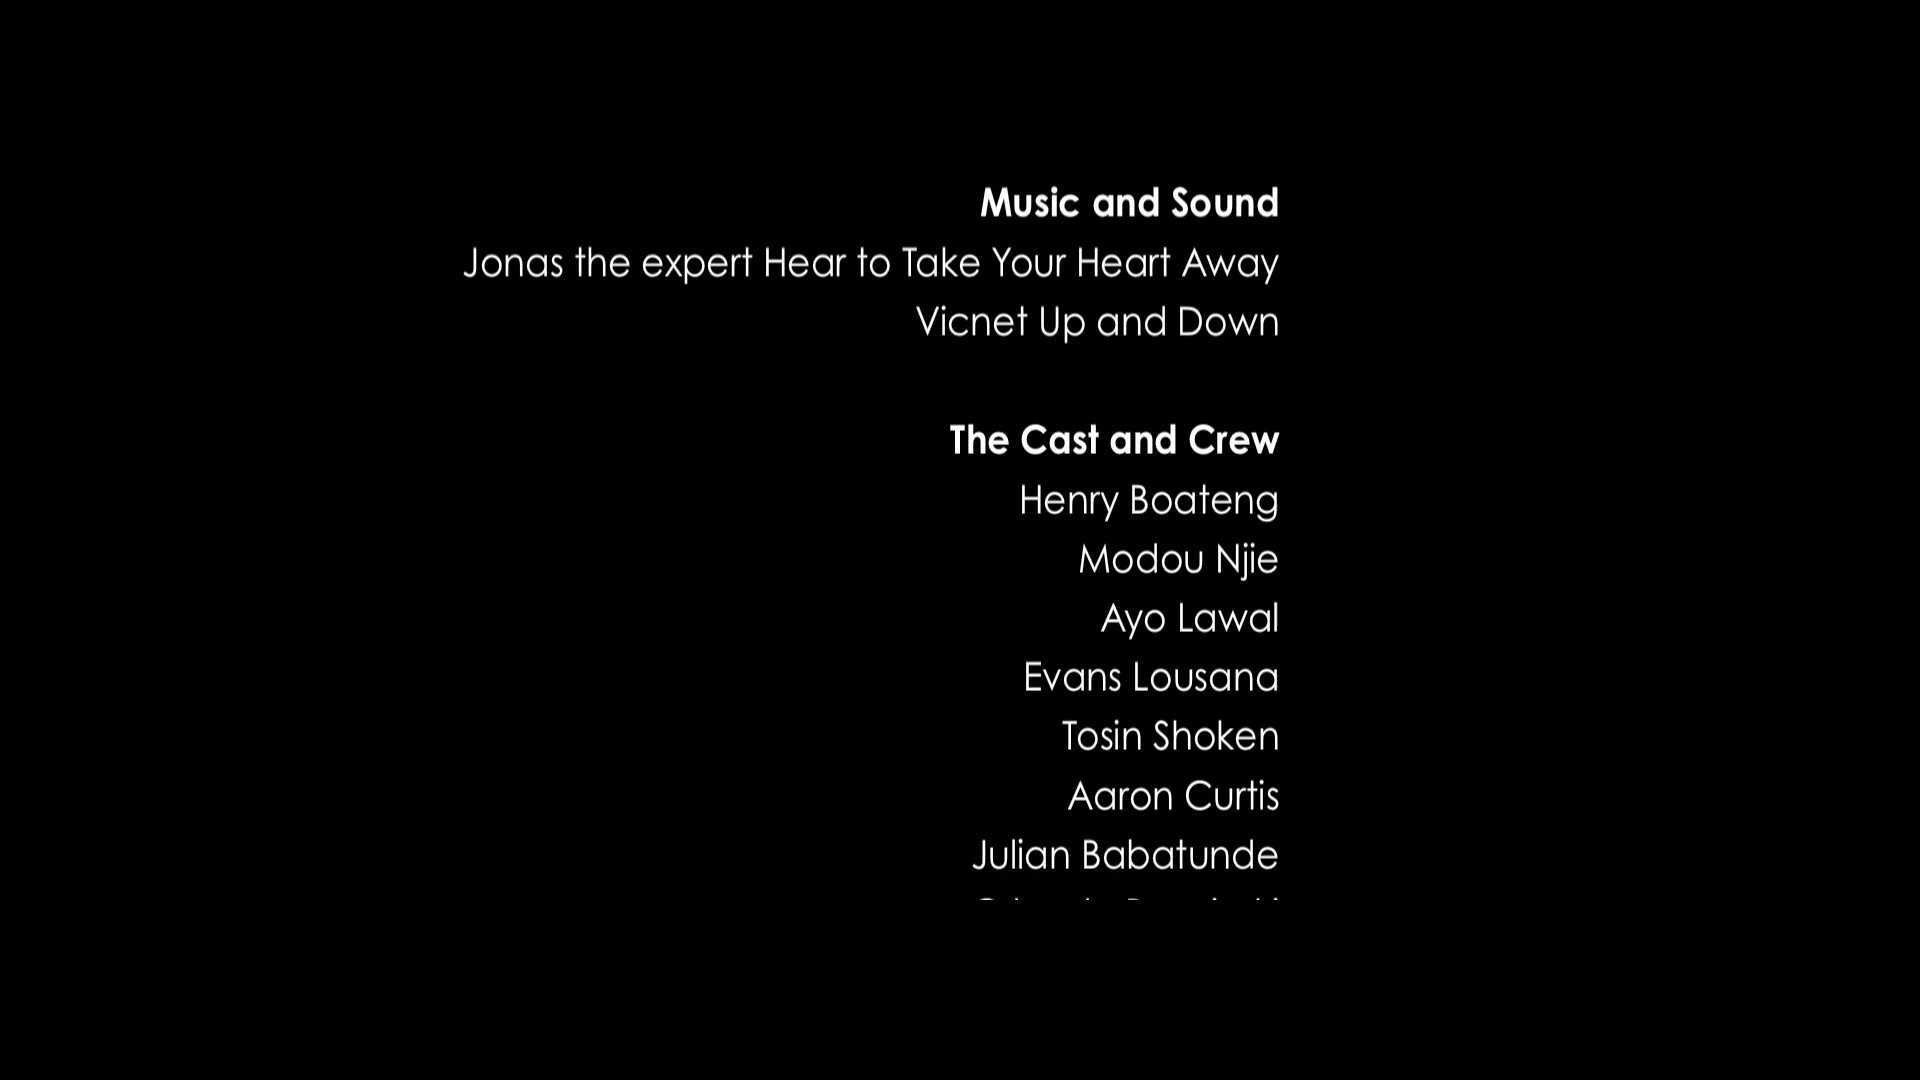 Music and Sound
Jonas the expert Hear to Take Your Heart Away
Vicnet Up and Down
The Cast and Crew
Henry Boateng
Modou Njie
Ayo Lawal
Evans Lousana
Tosin Shoken
Aaron Curtis
Julian Babatunde